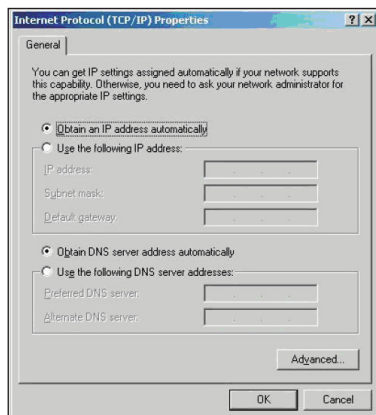 Internet Protocol (TCP/IP) Properties
General
You can get IP settings assigned automatically if your network supports
this capability. Otherwise, you need to ask your network administrator for
the appropriate IP settings.
Obtain an IP address automatically
Use the following IP address:
IP address:
Subnet mask:
Default gateway:
Obtain DNS server address automatically
Use the following DNS server addresses:
Preferred DNS server:
Alternate DNS server:
Advanced...
OK Cancel